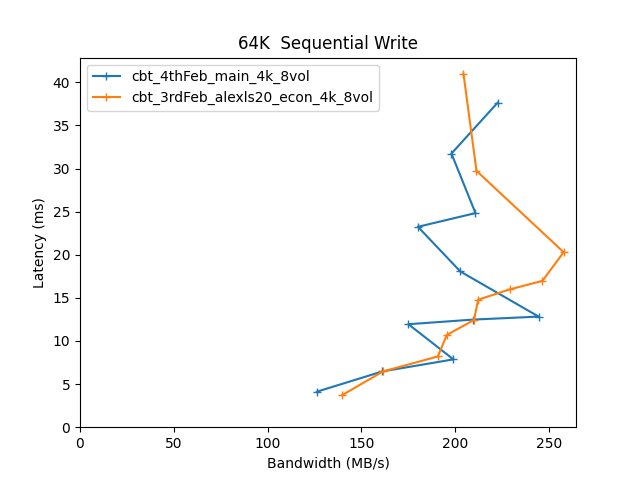 64K  Sequential Write
cbt_4thFeb_main_4k_8vol
cbt_3rdFeb_alexls20_econ_4k_8vol
Latency (ms)
40
35
30
25
20
15
10
5
0
0 50 100 150 200 250
Bandwidth (MB/s)